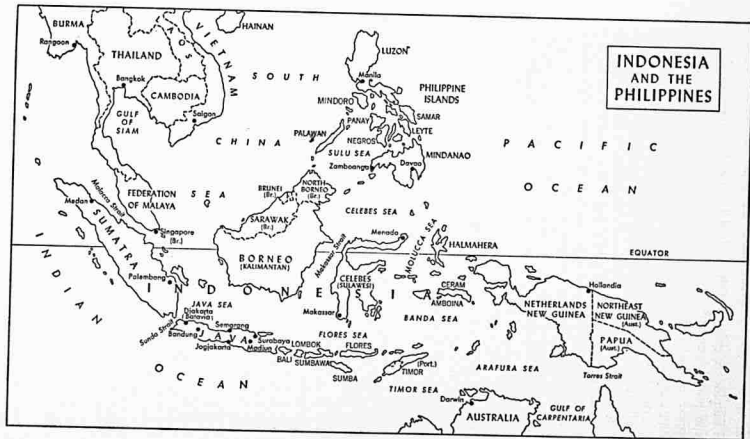 INDONESIA
AND THE
PHILIPPINES
BURMA
Rangoon
THAILAND
LAOS
VIETNAM
HAINAN
Bangkok
CAMBODIA
GULF
OF
SIAM
Saigon
SOUTH
CHINA
SEA
LUZON
Manila
PHILIPPINE
ISLANDS
MINDORO
SAMAR
PANAY
LEYTE
PALAWAN
NEGROS
SULU SEA
MINDANAO
Zamboanga
Davao
PACIFIC
OCEAN
FEDERATION
OF MALAYA
Malacca Strait
Medan
SUMATRA
Singapore
(Br.)
BRUNEI
(Br.)
NORTH
BORNEO
(Br.)
SARAWAK
(Br.)
CELEBES SEA
Menado
MOLUCCA SEA
HALMAHERA
EQUATOR
BORNEO
(KALIMANTAN)
Makassar Strait
Palembang
INDONESIA
CELEBES
(SULAWESI)
CERAM
AMBOINA
Hollandia
NETHERLANDS
NEW GUINEA
NORTHEAST
NEW GUINEA
(Aust.)
JAVA SEA
Djakarta
(Batavia)
Makassar
BANDA SEA
PAPUA
(Aust.)
Sunda Strait
Semarang
Bandung
JAVA
Surabaya
FLORES SEA
Jogjakarta
Madiun
LOMBOK
FLORES
BALI
SUMBAWA
SUMBA
TIMOR
(Port.)
ARAFURA SEA
Torres Strait
TIMOR SEA
INDIAN
OCEAN
Darwin
AUSTRALIA
GULF OF
CARPENTARIA